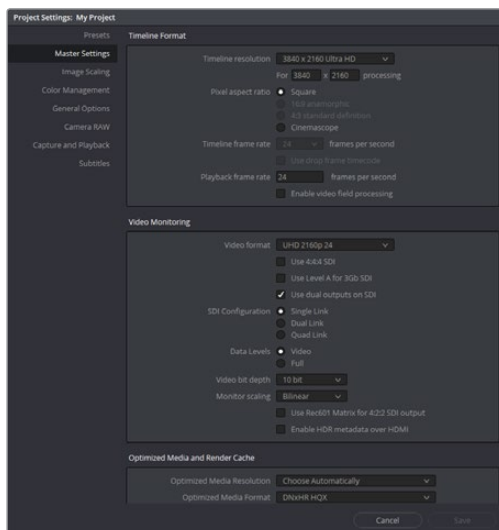 Project Settings: My Project
Presets
Master Settings
Image Scaling
Color Management
General Options
Camera RAW
Capture and Playback
Subtitles
Timeline Format
Timeline resolution 3840 x 2160 Ultra HD
For 3840 x 2160 processing
Pixel aspect ratio Square
16:9 anamorphic
4:3 standard definition
Cinemascope
Timeline frame rate 24 frames per second
Use drop frame timecode
Playback frame rate 24 frames per second
Enable video field processing
Video Monitoring
Video format UHD 2160p 24
Use 4:4:4 SDI
Use Level A for 3Gb SDI
Use dual outputs on SDI
SDI Configuration Single Link
Dual Link
Quad Link
Data Levels Video
Full
Video bit depth 10 bit
Monitor scaling Bilinear
Use Rec601 Matrix for 4:2:2 SDI output
Enable HDR metadata over HDMI
Optimized Media and Render Cache
Optimized Media Resolution Choose Automatically
Optimized Media Format DNxHR HQX
Cancel Save